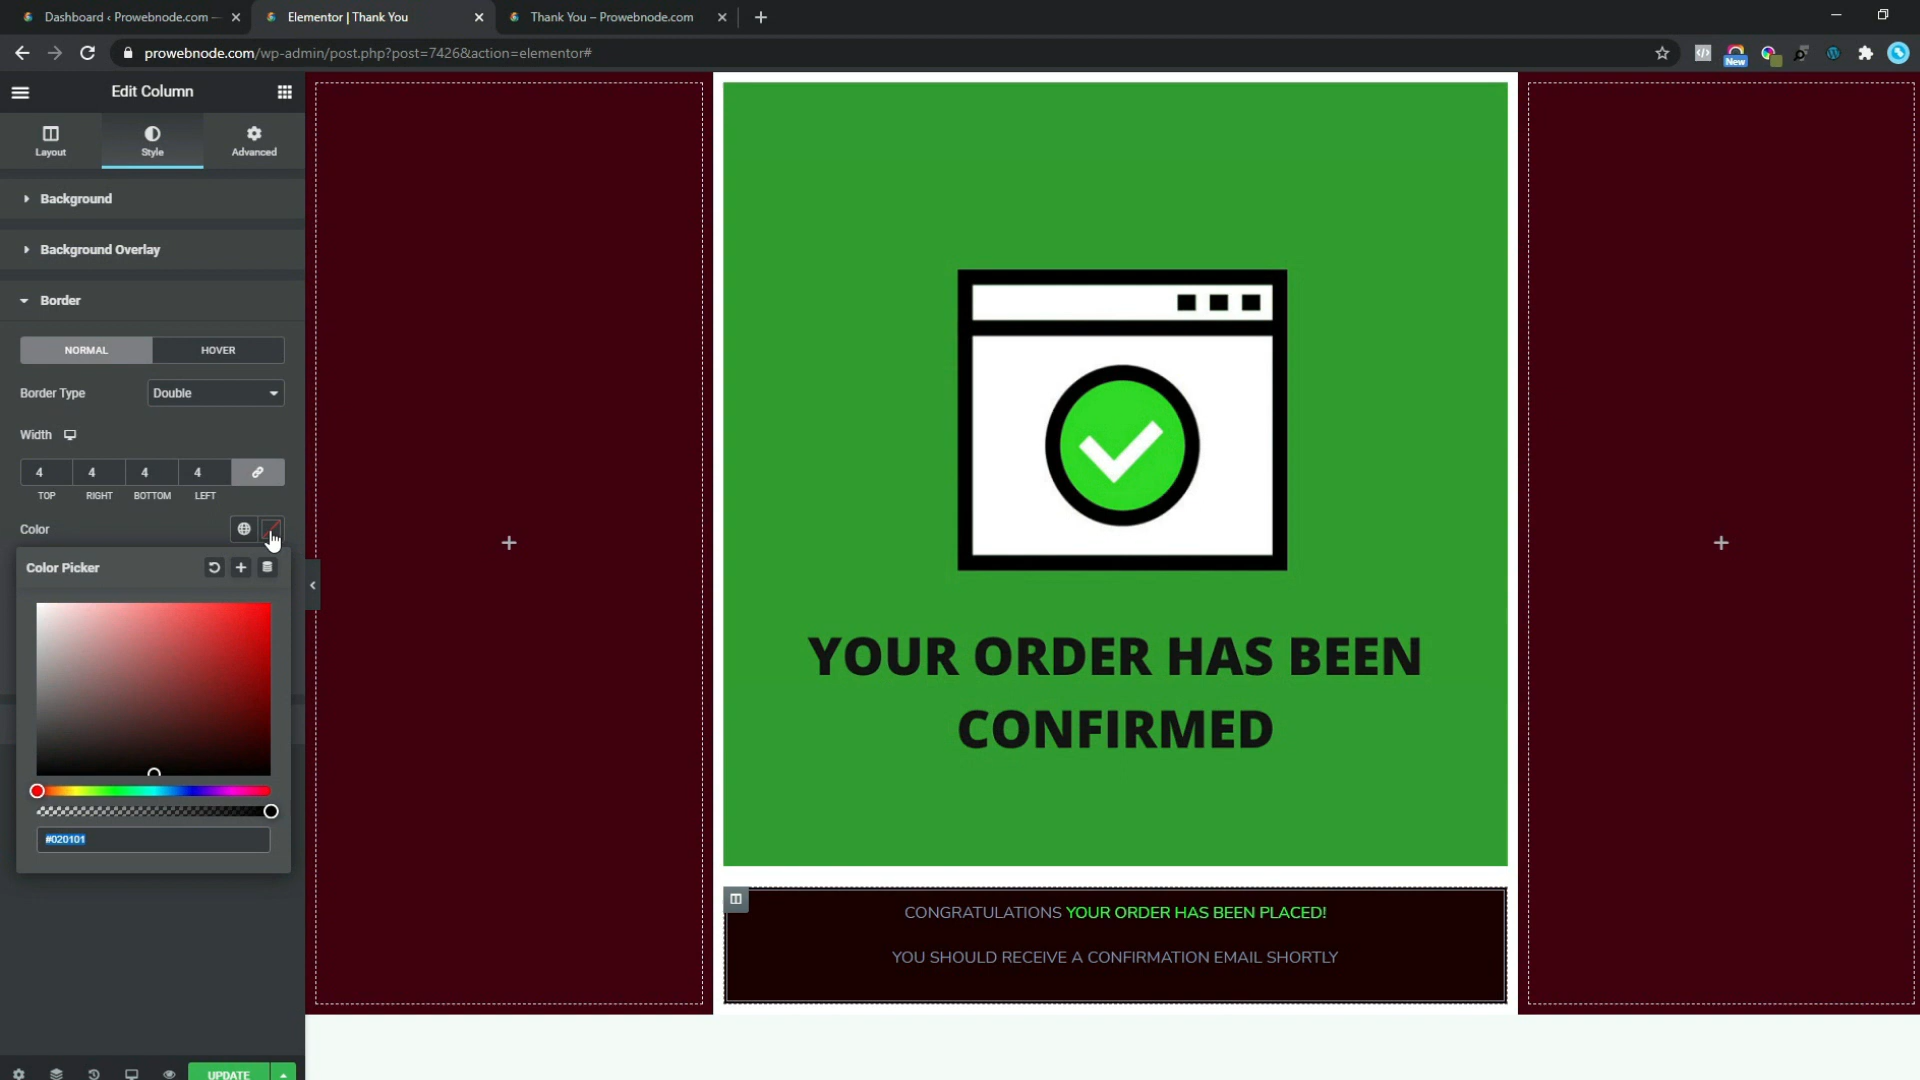 Dashboard ‹ Prowebnode.com —
Elementor | Thank You
Thank You – Prowebnode.com
prowebnode.com/wp-admin/post.php?post=7426&action=elementor#
New
Edit Column
Layout
Style
Advanced
Background
Background Overlay
Border
NORMAL
HOVER
Border Type
Double
Width
4
4
4
4
TOP
RIGHT
BOTTOM
LEFT
Color
Color Picker
#020101
UPDATE
YOUR ORDER HAS BEEN
CONFIRMED
CONGRATULATIONS YOUR ORDER HAS BEEN PLACED!
YOU SHOULD RECEIVE A CONFIRMATION EMAIL SHORTLY